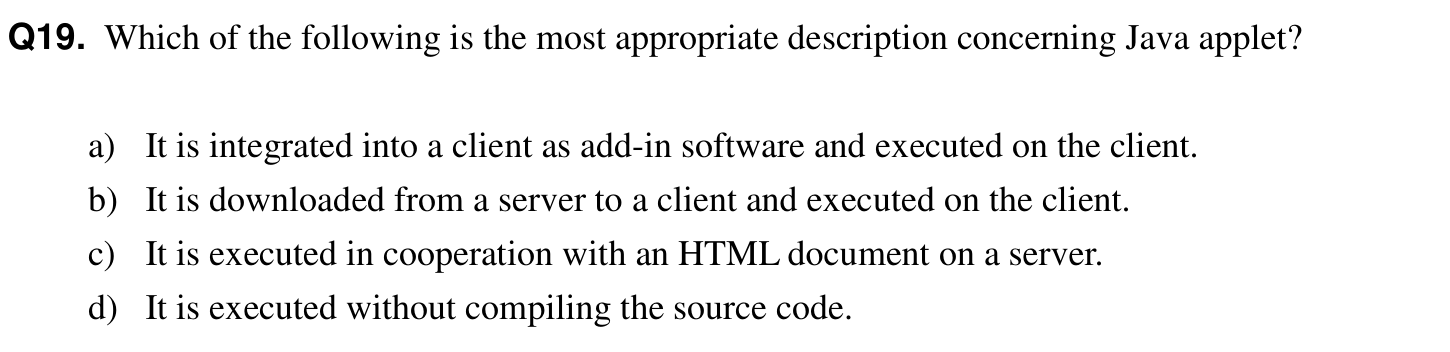 Q19. Which of the following is the most appropriate description concerning Java applet?
a) It is integrated into a client as add-in software and executed on the client.
b) It is downloaded from a server to a client and executed on the client.
c) It is executed in cooperation with an HTML document on a server.
d) It is executed without compiling the source code.